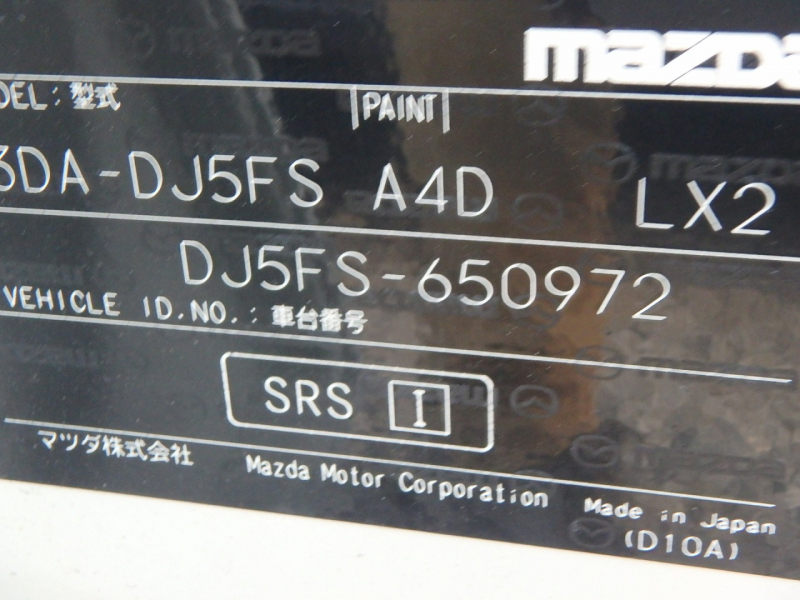 mazda
DEL : 型式 PAINT
3DA-DJ5FS A4D LX2
DJ5FS-650972
VEHICLE ID.NO. : 車台番号
SRS I
マツダ株式会社 Mazda Motor Corporation Made in Japan
(D10A)